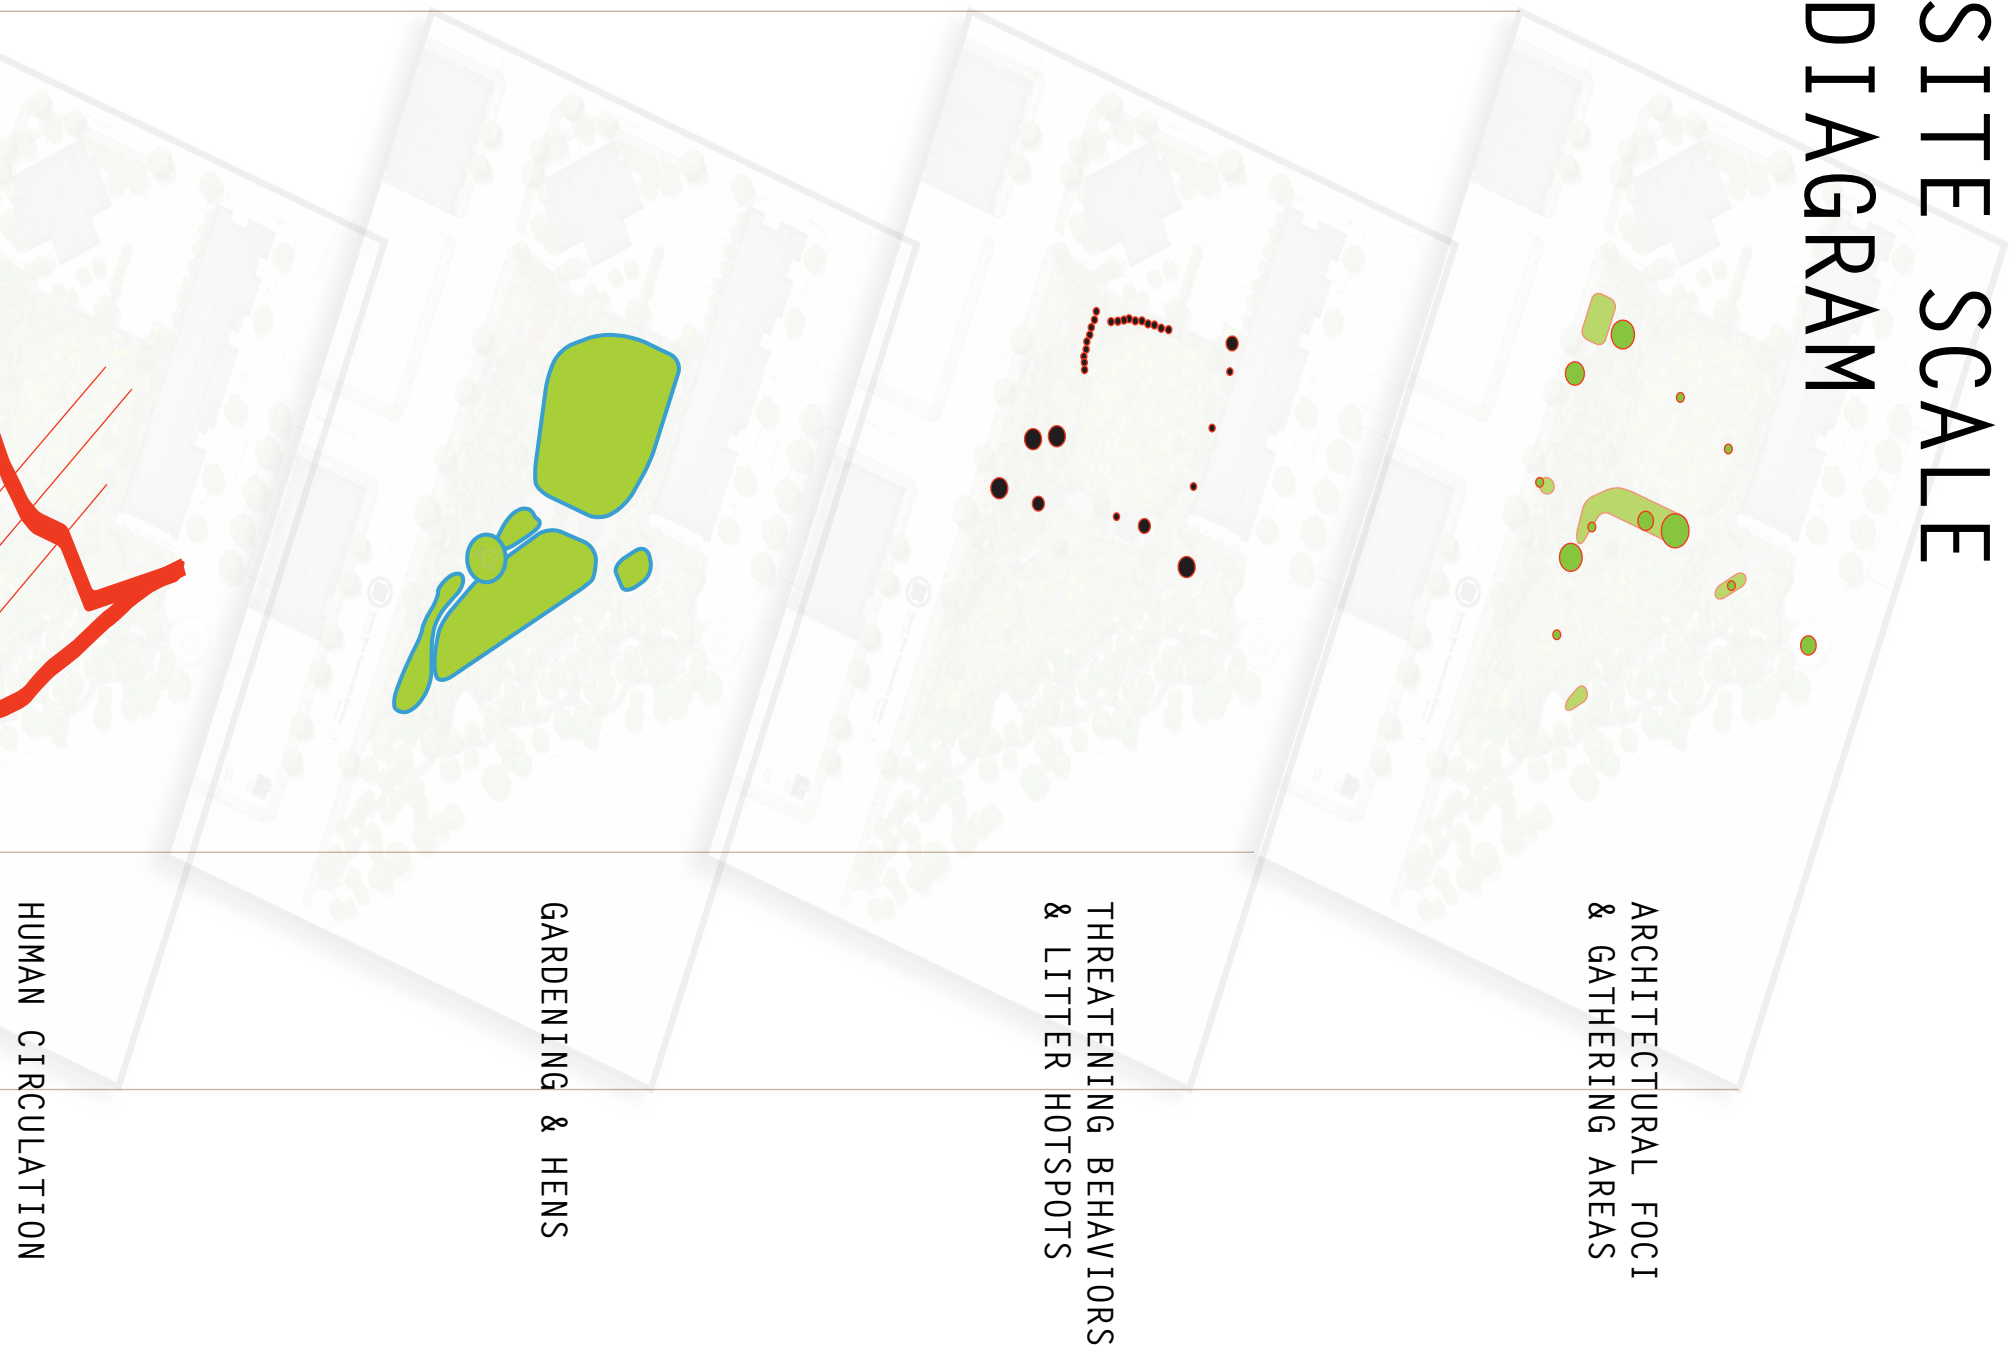 SITE SCALE
DIAGRAM
ARCHITECTURAL FOCI
& GATHERING AREAS
THREATENING BEHAVIORS
& LITTER HOTSPOTS
GARDENING & HENS
HUMAN CIRCULATION